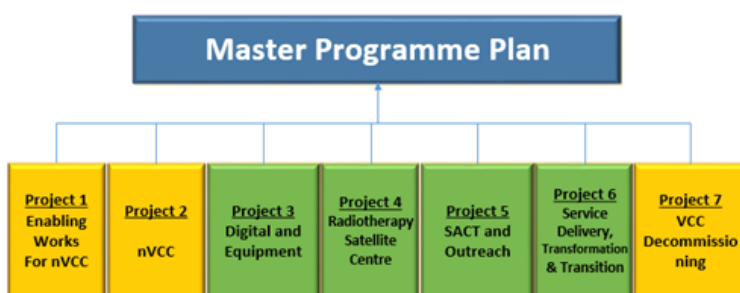 Master Programme Plan
Project 1
Enabling
Works
For nVCC
Project 2
nVCC
Project 3
Digital and
Equipment
Project 4
Radiotherapy
Satellite
Centre
Project 5
SACT and
Outreach
Project 6
Service
Delivery,
Transformation
& Transition
Project 7
VCC
Decommissio
ning